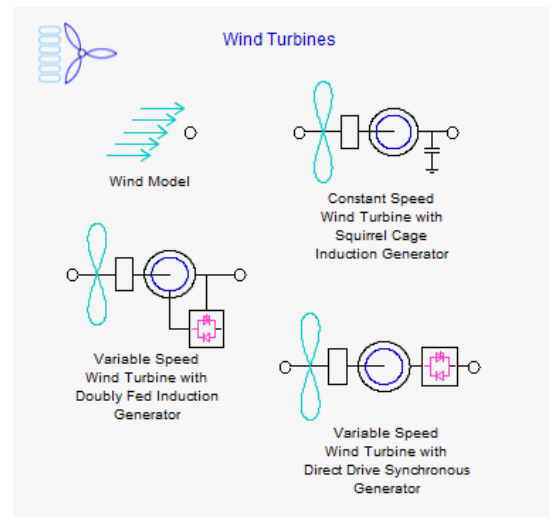 Wind Turbines
Wind Model
Constant Speed
Wind Turbine with
Squirrel Cage
Induction Generator
Variable Speed
Wind Turbine with
Doubly Fed Induction
Generator
Variable Speed
Wind Turbine with
Direct Drive Synchronous
Generator